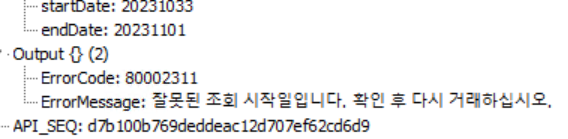 startDate: 20231033
endDate: 20231101
Output {} (2)
ErrorCode: 80002311
ErrorMessage: 잘못된 조회 시작일입니다. 확인 후 다시 거래하십시오.
API_SEQ: d7b100b769deddeac12d707ef62cd6d9